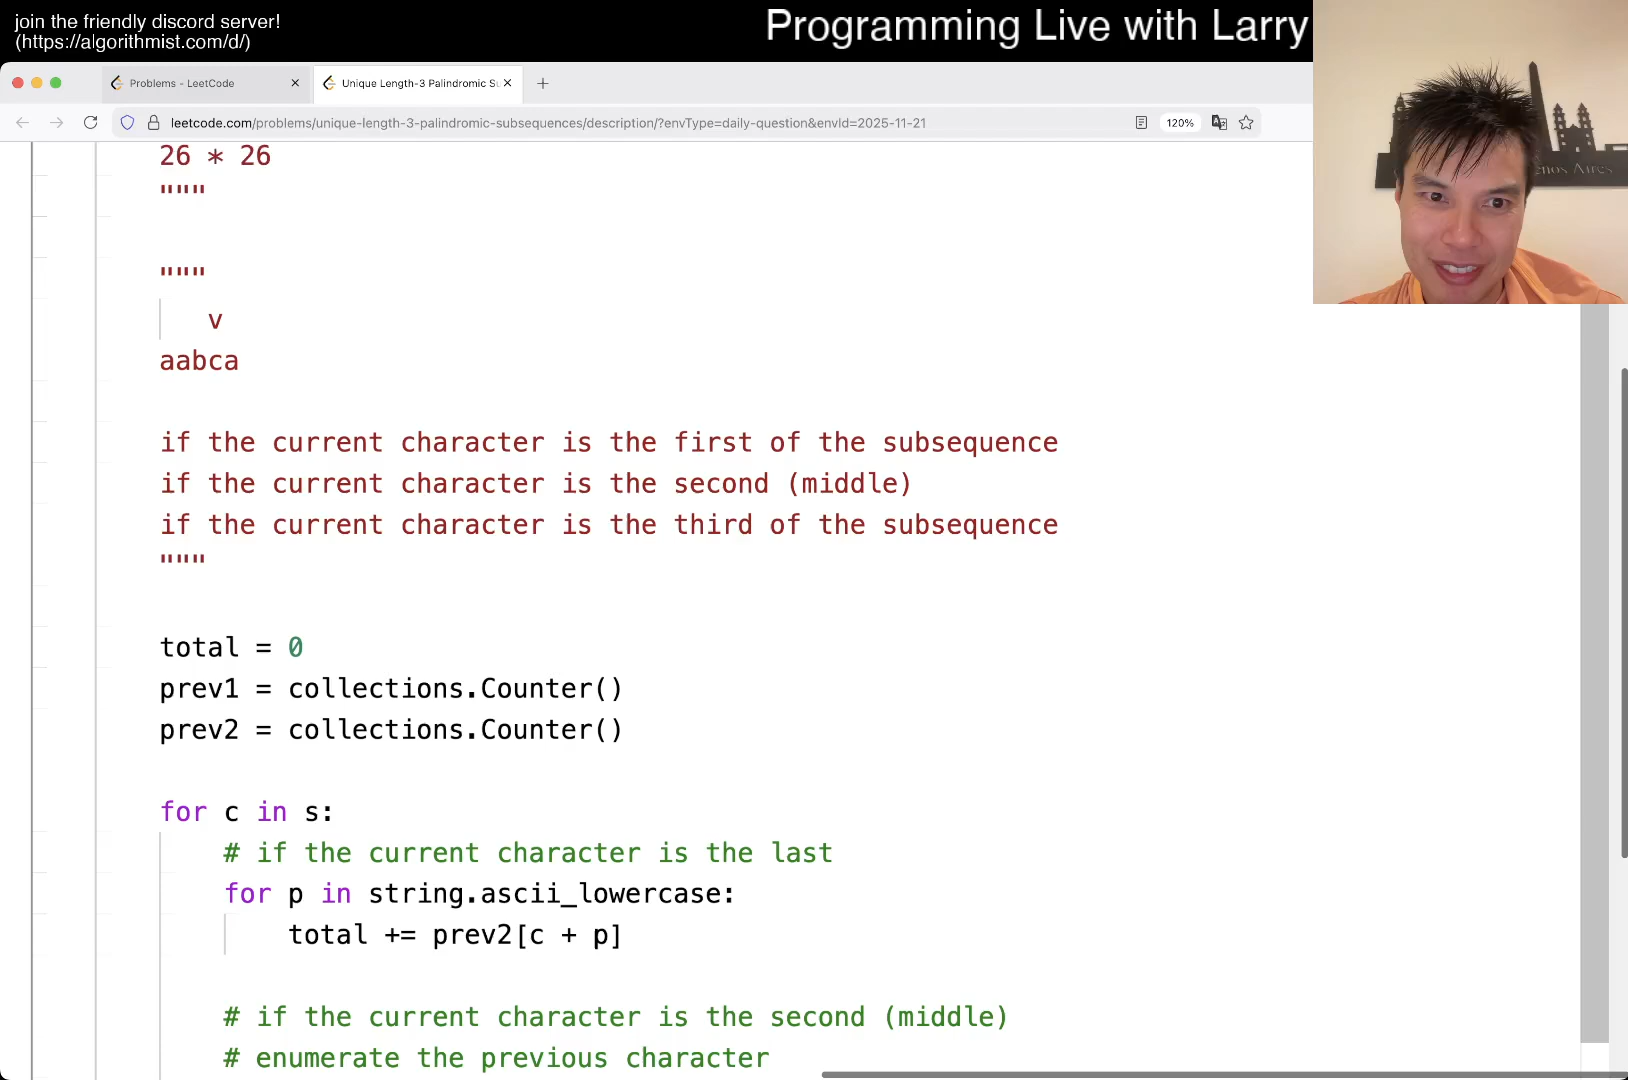 join the friendly discord server!
(https://algorithmist.com/d/)
Programming Live with Larry
Problems - LeetCode
Unique Length-3 Palindromic Su
leetcode.com/problems/unique-length-3-palindromic-subsequences/description/?envType=daily-question&envId=2025-11-21
120%
26 * 26
"""
"""
v
aabca
if the current character is the first of the subsequence
if the current character is the second (middle)
if the current character is the third of the subsequence
"""
total = 0
prev1 = collections.Counter()
prev2 = collections.Counter()
for c in s:
# if the current character is the last
for p in string.ascii_lowercase:
total += prev2[c + p]
# if the current character is the second (middle)
# enumerate the previous character
Aires